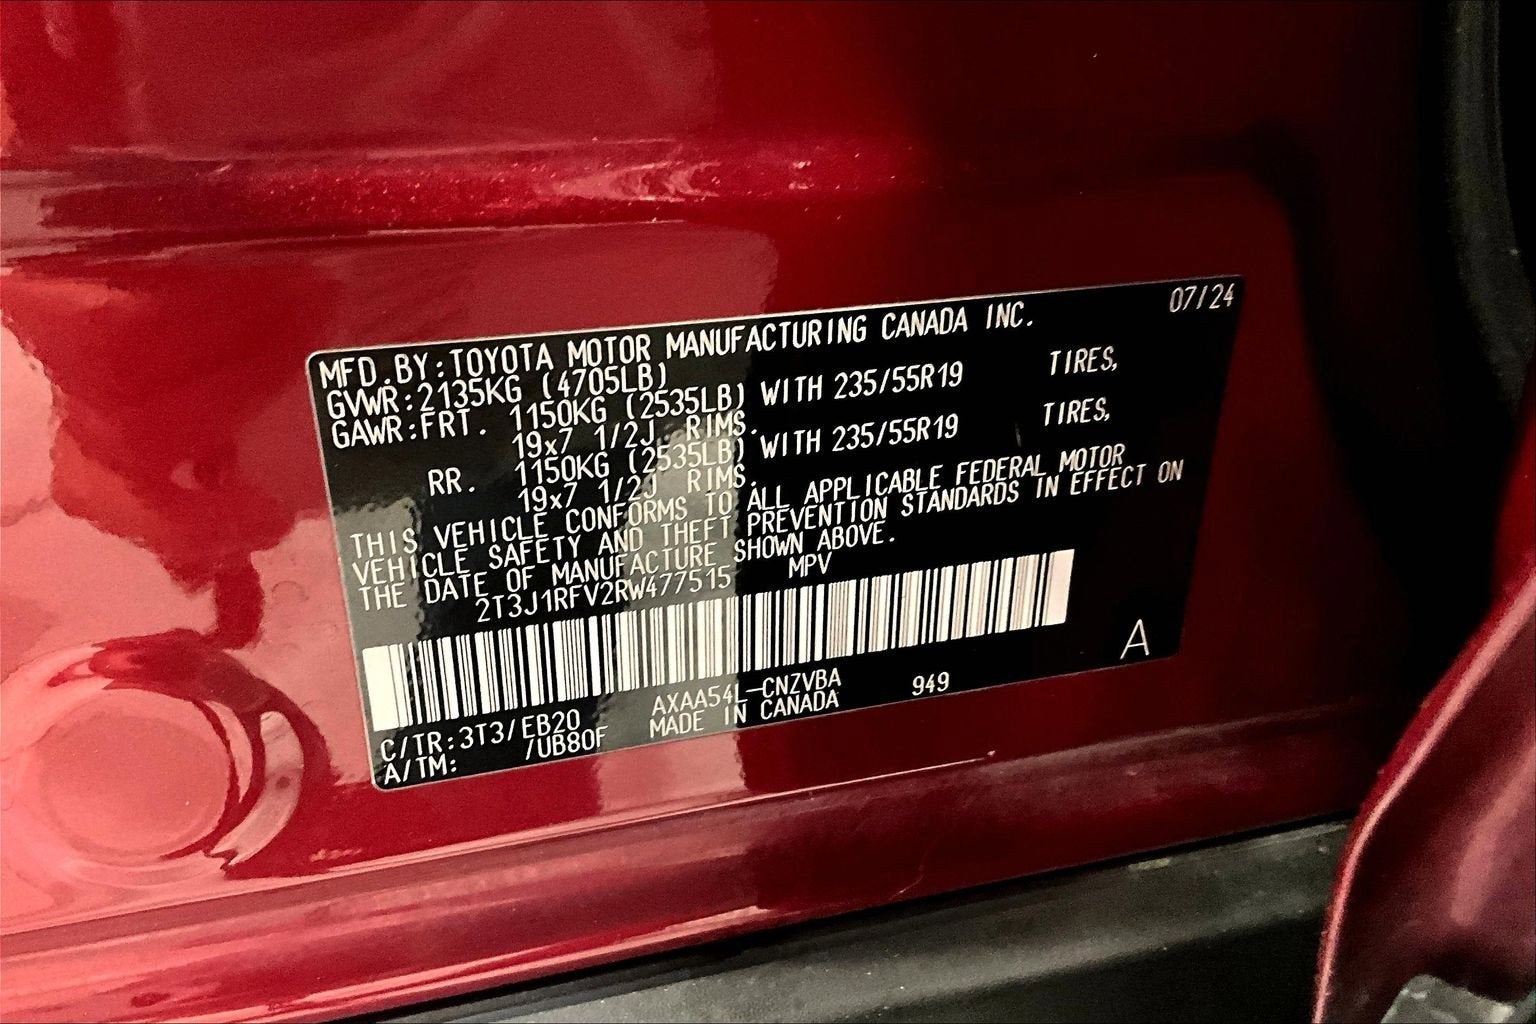 07/24
MFD.BY:TOYOTA MOTOR MANUFACTURING CANADA INC.
GVWR:2135KG (4705LB)
GAWR:FRT. 1150KG (2535LB) WITH 235/55R19 TIRES,
19x7 1/2J RIMS.
RR. 1150KG (2535LB) WITH 235/55R19 TIRES,
19x7 1/2J RIMS.
THIS VEHICLE CONFORMS TO ALL APPLICABLE FEDERAL MOTOR
VEHICLE SAFETY AND THEFT PREVENTION STANDARDS IN EFFECT ON
THE DATE OF MANUFACTURE SHOWN ABOVE.
2T3J1RFV2RW477515 MPV
A
C/TR:3T3/EB20 AXAA54L-CNZVBA 949
A/TM: /UB80F MADE IN CANADA